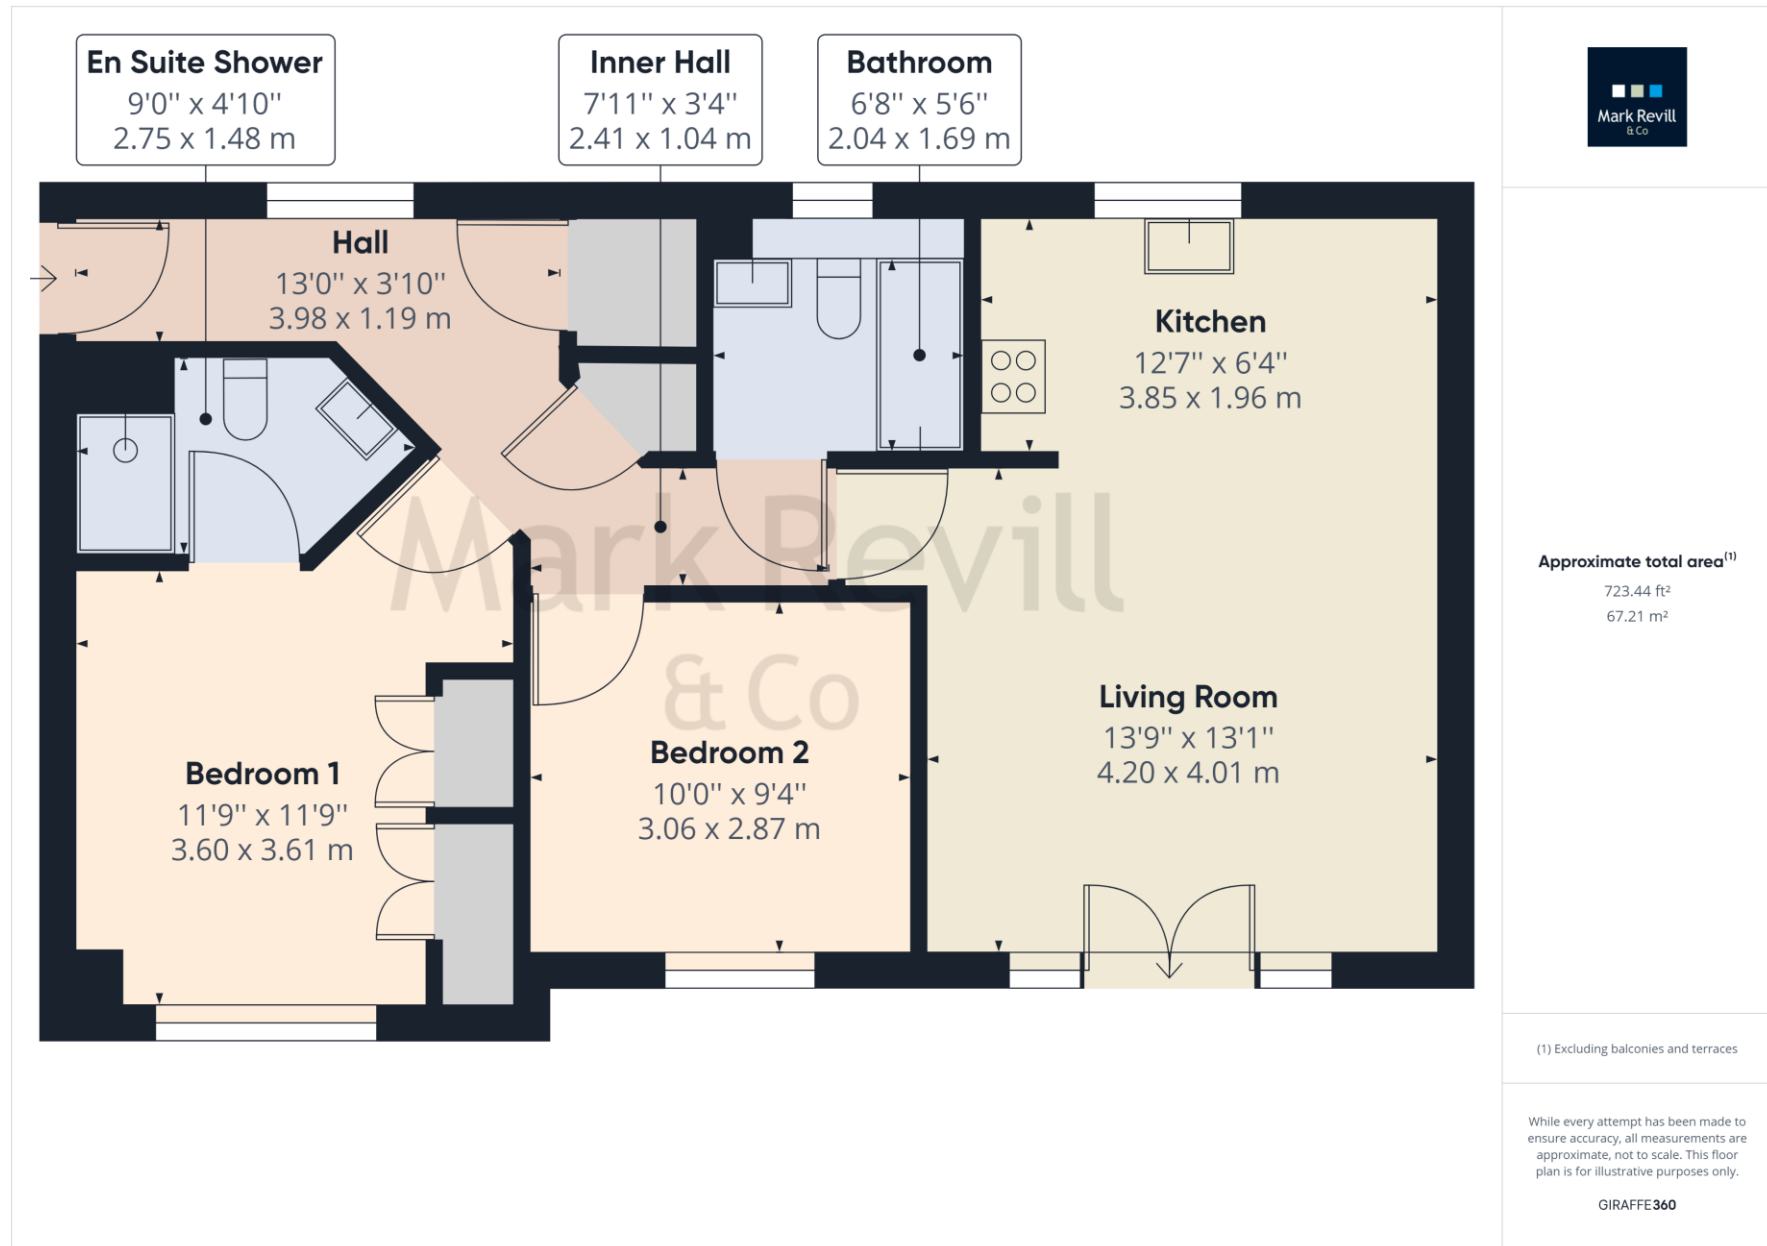 En Suite Shower
9'0'' x 4'10''
2.75 x 1.48 m
Inner Hall
7'11'' x 3'4''
2.41 x 1.04 m
Bathroom
6'8'' x 5'6''
2.04 x 1.69 m
Mark Revill
& Co
Hall
13'0'' x 3'10''
3.98 x 1.19 m
Kitchen
12'7'' x 6'4''
3.85 x 1.96 m
Mark Revill
& Co
Living Room
13'9'' x 13'1''
4.20 x 4.01 m
Bedroom 2
10'0'' x 9'4''
3.06 x 2.87 m
Bedroom 1
11'9'' x 11'9''
3.60 x 3.61 m
Approximate total area(1)
723.44 ft²
67.21 m²
(1) Excluding balconies and terraces
While every attempt has been made to
ensure accuracy, all measurements are
approximate, not to scale. This floor
plan is for illustrative purposes only.
GIRAFFE360